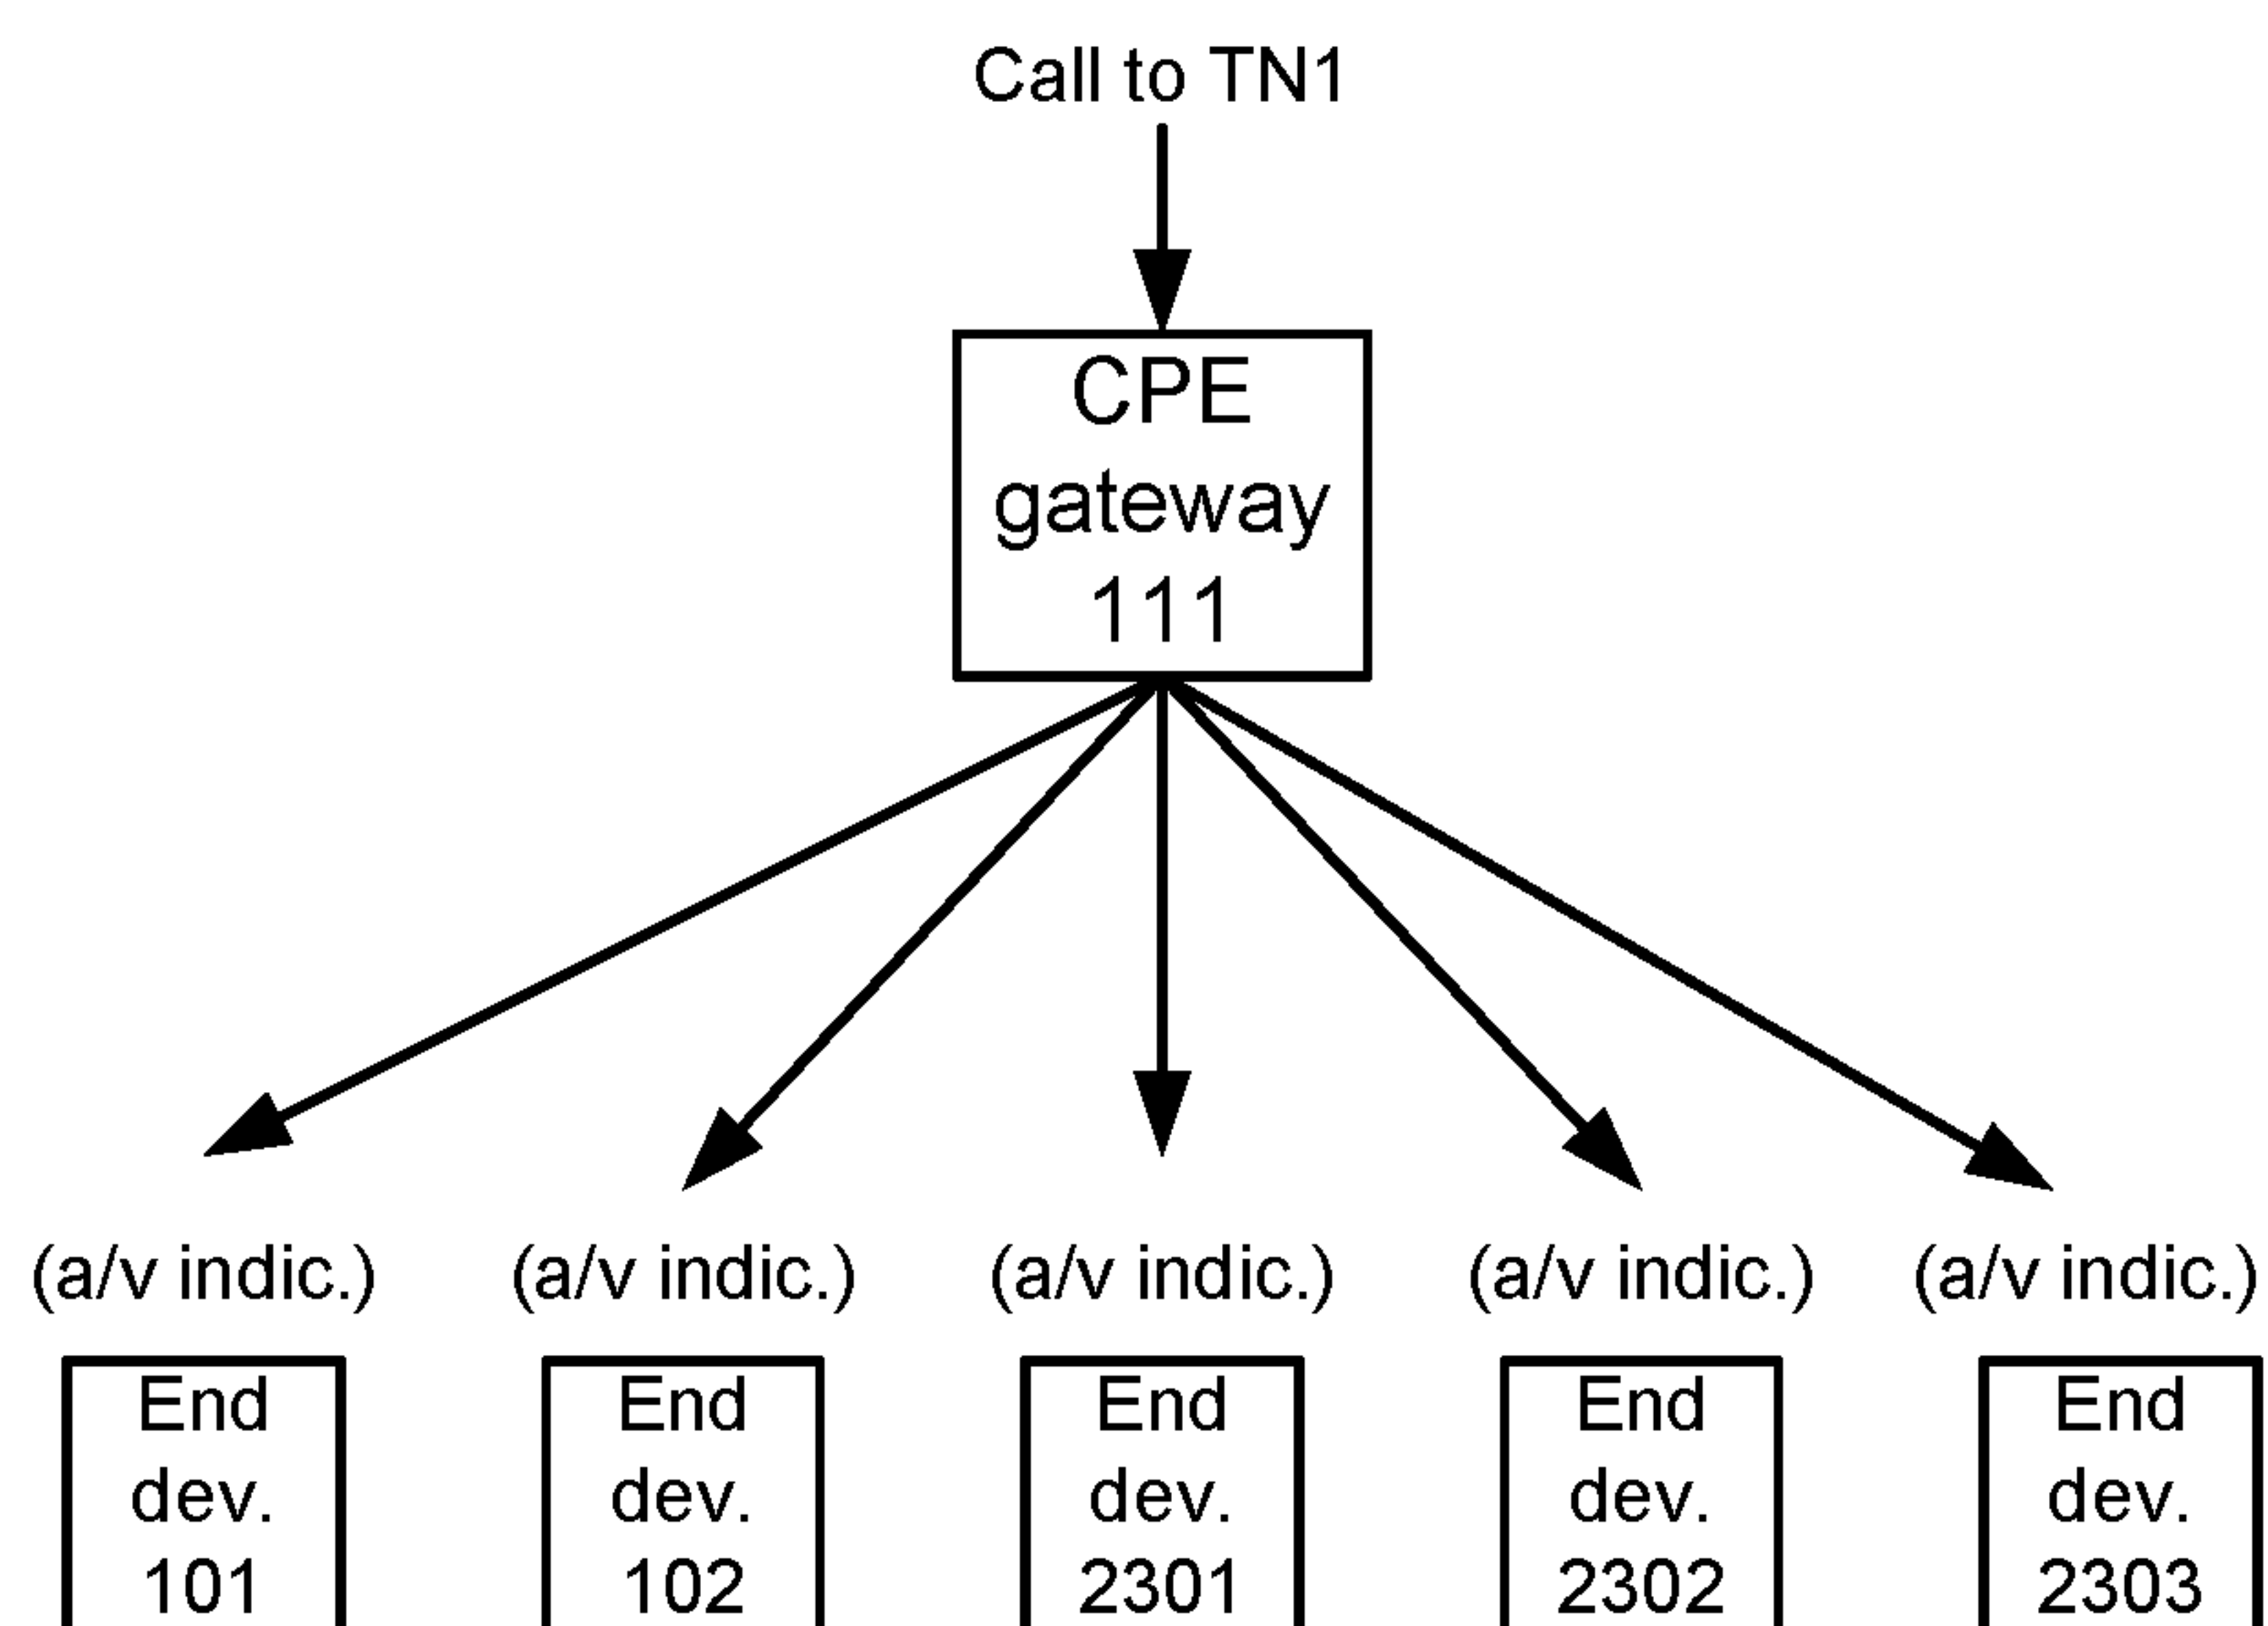 Call to TN1
CPE
gateway
111
(a/v indic.) (a/v indic.) (a/v indic.) (a/v indic.) (a/v indic.)
End End End End End
dev. dev. dev. dev. dev.
101 102 2301 2302 2303